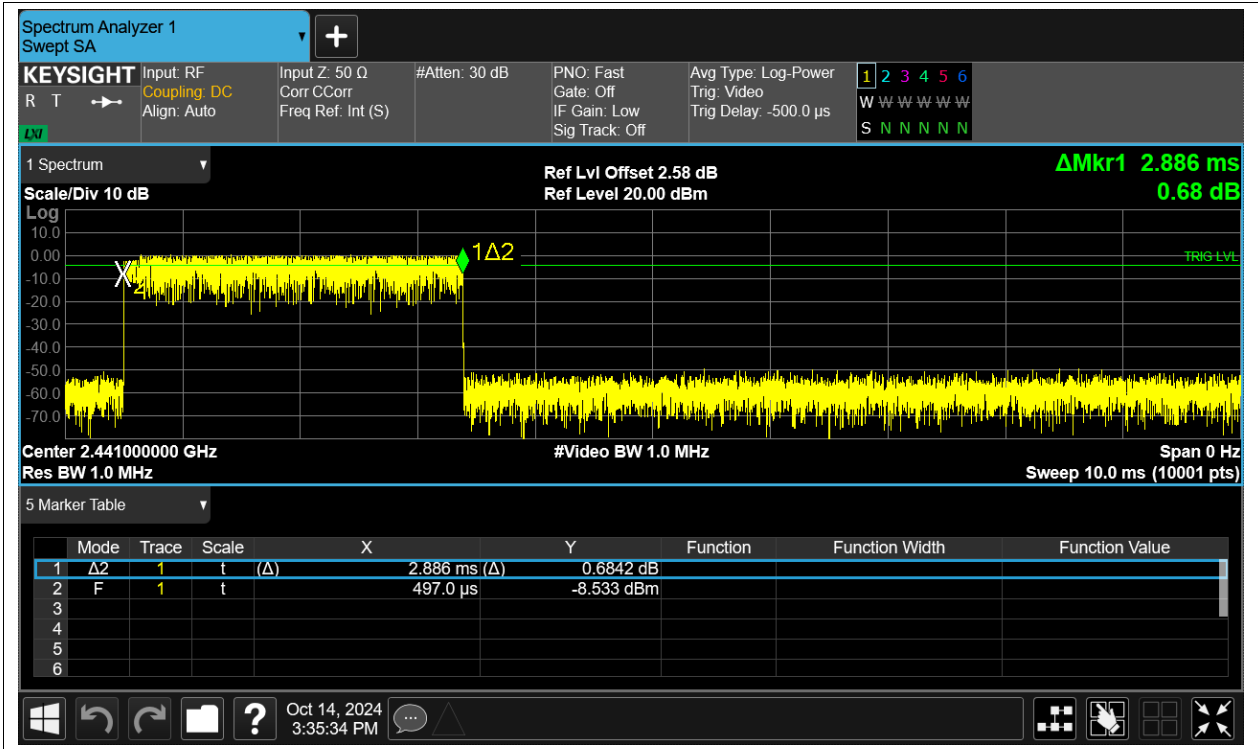 Spectrum Analyzer 1
Swept SA
KEYSIGHT
R T
LXI
Input: RF
Coupling: DC
Align: Auto
Input Z: 50 Ω
Corr CCorr
Freq Ref: Int (S)
#Atten: 30 dB
PNO: Fast
Gate: Off
IF Gain: Low
Sig Track: Off
Avg Type: Log-Power
Trig: Video
Trig Delay: -500.0 µs
1 2 3 4 5 6
W W W W W W
S N N N N N
1 Spectrum
Scale/Div 10 dB
Ref Lvl Offset 2.58 dB
Ref Level 20.00 dBm
ΔMkr1 2.886 ms
0.68 dB
Log
10.0
0.00
-10.0
-20.0
-30.0
-40.0
-50.0
-60.0
-70.0
X2
1Δ2
TRIG LVL
Center 2.441000000 GHz
#Video BW 1.0 MHz
Span 0 Hz
Res BW 1.0 MHz
Sweep 10.0 ms (10001 pts)
5 Marker Table
Mode Trace Scale X Y Function Function Width Function Value
1 Δ2 1 t (Δ) 2.886 ms (Δ) 0.6842 dB
2 F 1 t 497.0 µs -8.533 dBm
3
4
5
6
?
Oct 14, 2024
3:35:34 PM